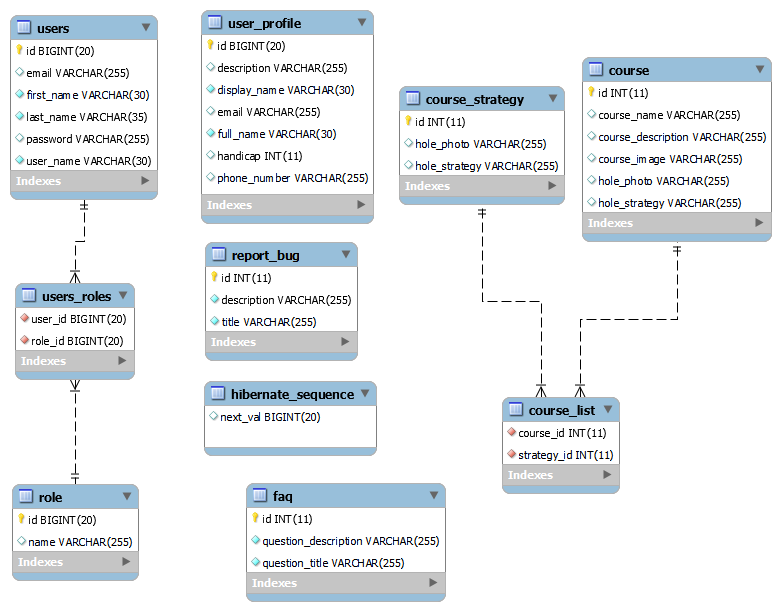 users
id BIGINT(20)
email VARCHAR(255)
first_name VARCHAR(30)
last_name VARCHAR(35)
password VARCHAR(255)
user_name VARCHAR(30)
Indexes
user_profile
id BIGINT(20)
description VARCHAR(255)
display_name VARCHAR(30)
email VARCHAR(255)
full_name VARCHAR(30)
handicap INT(11)
phone_number VARCHAR(255)
Indexes
course_strategy
id INT(11)
hole_photo VARCHAR(255)
hole_strategy VARCHAR(255)
Indexes
course
id INT(11)
course_name VARCHAR(255)
course_description VARCHAR(255)
course_image VARCHAR(255)
hole_photo VARCHAR(255)
hole_strategy VARCHAR(255)
Indexes
report_bug
id INT(11)
description VARCHAR(255)
title VARCHAR(255)
Indexes
users_roles
user_id BIGINT(20)
role_id BIGINT(20)
Indexes
hibernate_sequence
next_val BIGINT(20)
course_list
course_id INT(11)
strategy_id INT(11)
Indexes
role
id BIGINT(20)
name VARCHAR(255)
Indexes
faq
id INT(11)
question_description VARCHAR(255)
question_title VARCHAR(255)
Indexes